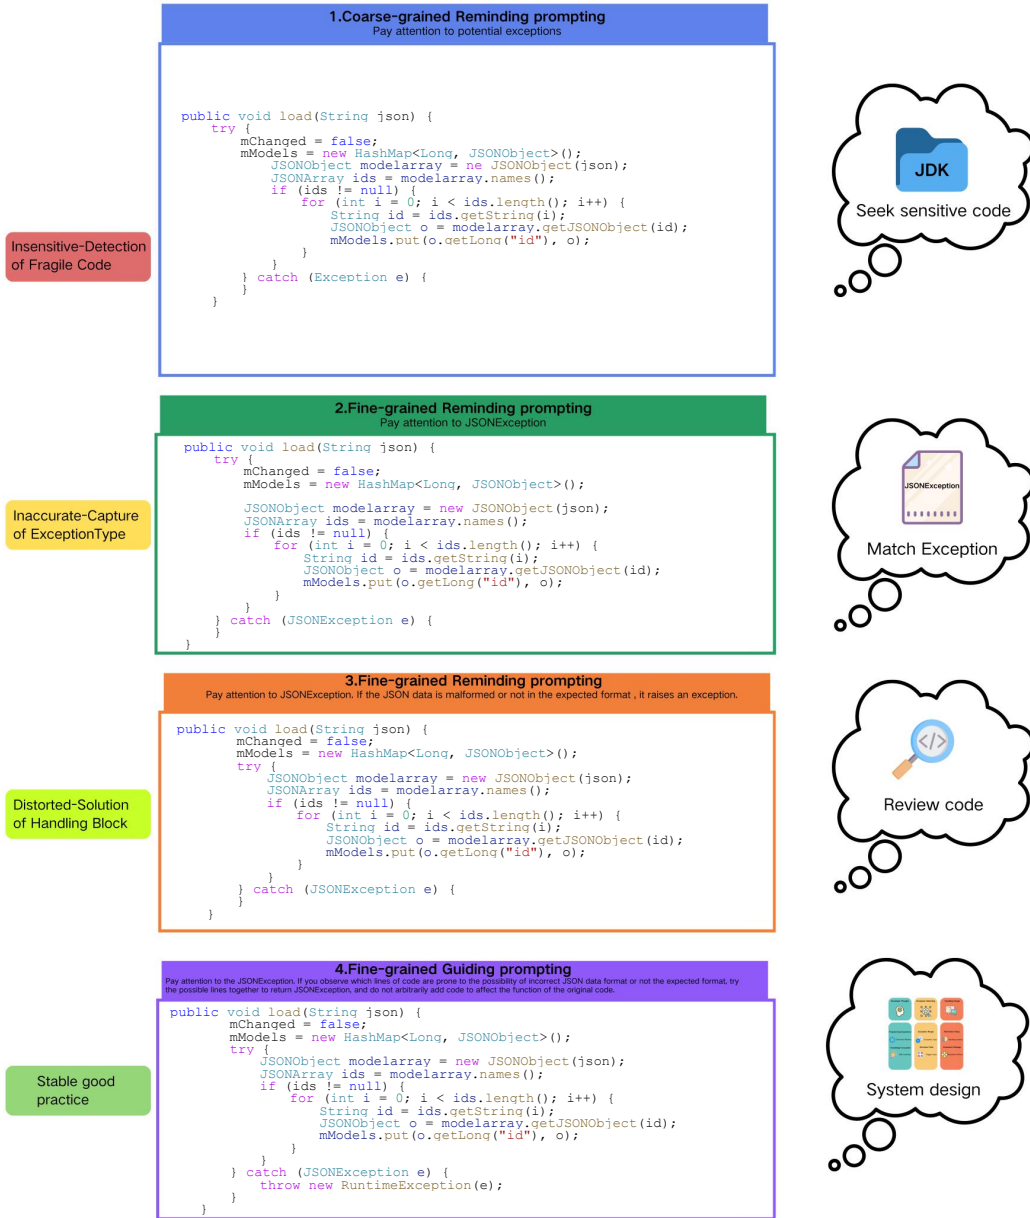 1.Coarse-grained Reminding prompting
Pay attention to potential exceptions
public void load(String json) {
try {
mChanged = false;
mModels = new HashMap<Long, JSONObject>();
JSONObject modelarray = ne JSONObject(json);
JSONArray ids = modelarray.names();
if (ids != null) {
for (int i = 0; i < ids.length(); i++) {
String id = ids.getString(i);
JSONObject o = modelarray.getJSONObject(id);
mModels.put(o.getLong("id"), o);
}
}
} catch (Exception e) {
}
}
Insensitive-Detection
of Fragile Code
JDK
Seek sensitive code
2.Fine-grained Reminding prompting
Pay attention to JSONException
public void load(String json) {
try {
mChanged = false;
mModels = new HashMap<Long, JSONObject>();
JSONObject modelarray = new JSONObject(json);
JSONArray ids = modelarray.names();
if (ids != null) {
for (int i = 0; i < ids.length(); i++) {
String id = ids.getString(i);
JSONObject o = modelarray.getJSONObject(id);
mModels.put(o.getLong("id"), o);
}
}
} catch (JSONException e) {
}
}
Inaccurate-Capture
of ExceptionType
JSONException
Match Exception
3.Fine-grained Reminding prompting
Pay attention to JSONException. If the JSON data is malformed or not in the expected format , it raises an exception.
public void load(String json) {
mChanged = false;
mModels = new HashMap<Long, JSONObject>();
try {
JSONObject modelarray = new JSONObject(json);
JSONArray ids = modelarray.names();
if (ids != null) {
for (int i = 0; i < ids.length(); i++) {
String id = ids.getString(i);
JSONObject o = modelarray.getJSONObject(id);
mModels.put(o.getLong("id"), o);
}
}
} catch (JSONException e) {
}
}
Distorted-Solution
of Handling Block
</>
Review code
4.Fine-grained Guiding prompting
Pay attention to the JSONException. If you observe which lines of code are prone to the possibility of incorrect JSON data format or not the expected format, try
the possible lines together to return JSONException, and do not arbitrarily add code to affect the function of the original code.
public void load(String json) {
mChanged = false;
mModels = new HashMap<Long, JSONObject>();
try {
JSONObject modelarray = new JSONObject(json);
JSONArray ids = modelarray.names();
if (ids != null) {
for (int i = 0; i < ids.length(); i++) {
String id = ids.getString(i);
JSONObject o = modelarray.getJSONObject(id);
mModels.put(o.getLong("id"), o);
}
}
} catch (JSONException e) {
throw new RuntimeException(e);
}
}
Stable good
practice
System design